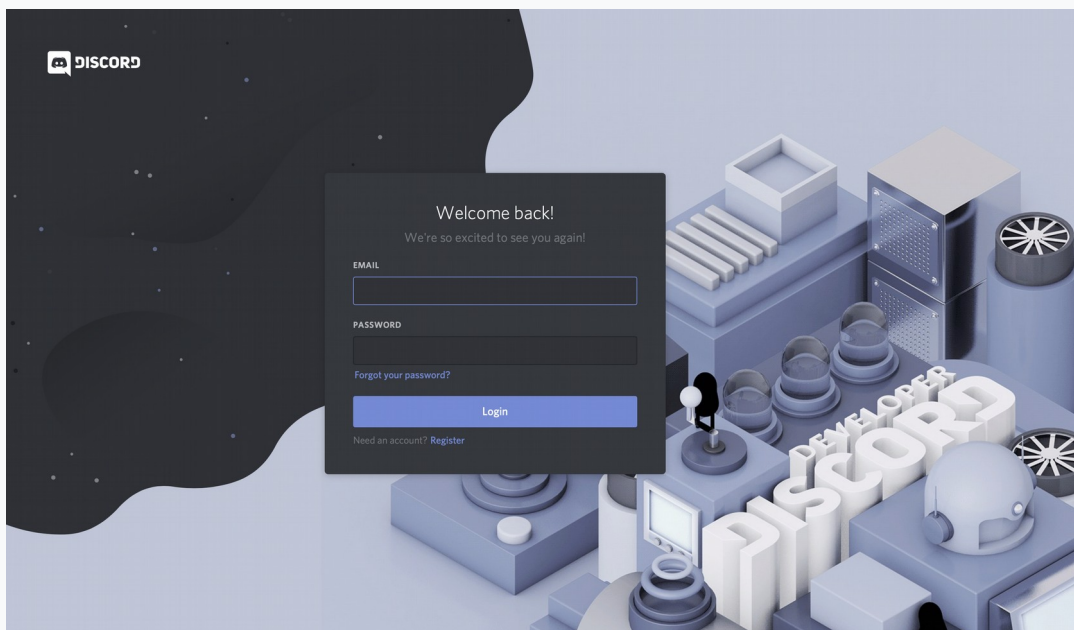 DISCORD
Welcome back!
We're so excited to see you again!
EMAIL
PASSWORD
Forgot your password?
Login
Need an account? Register
DEVELOPER
DISCORD